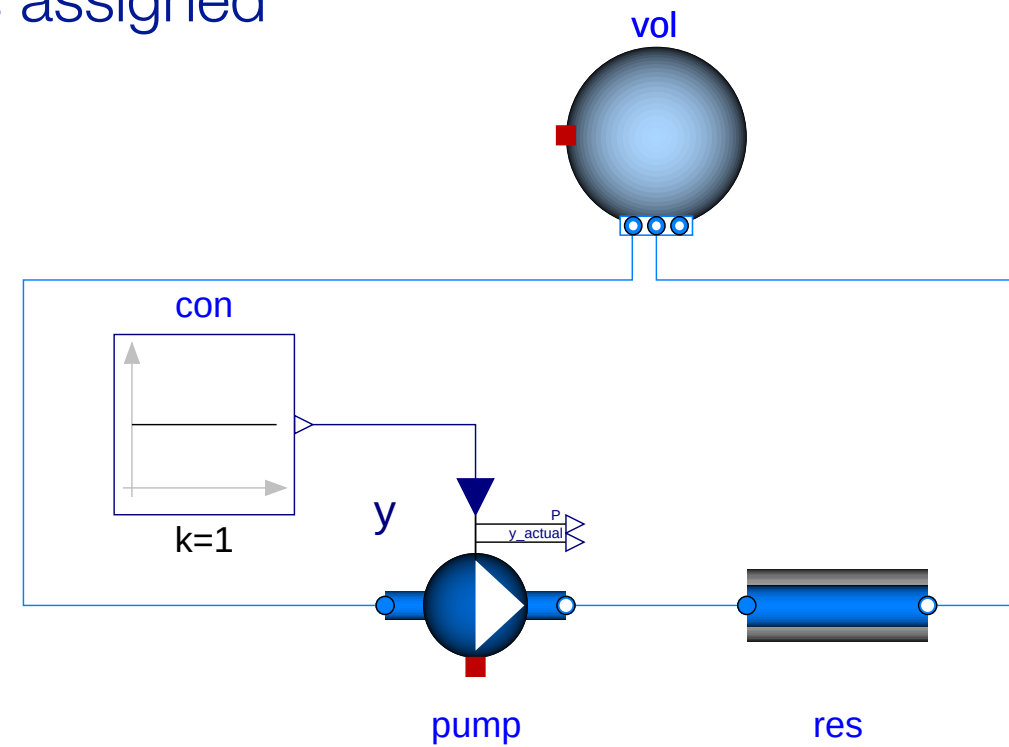 assigned
vol
con
k=1
y
P
y_actual
pump
res